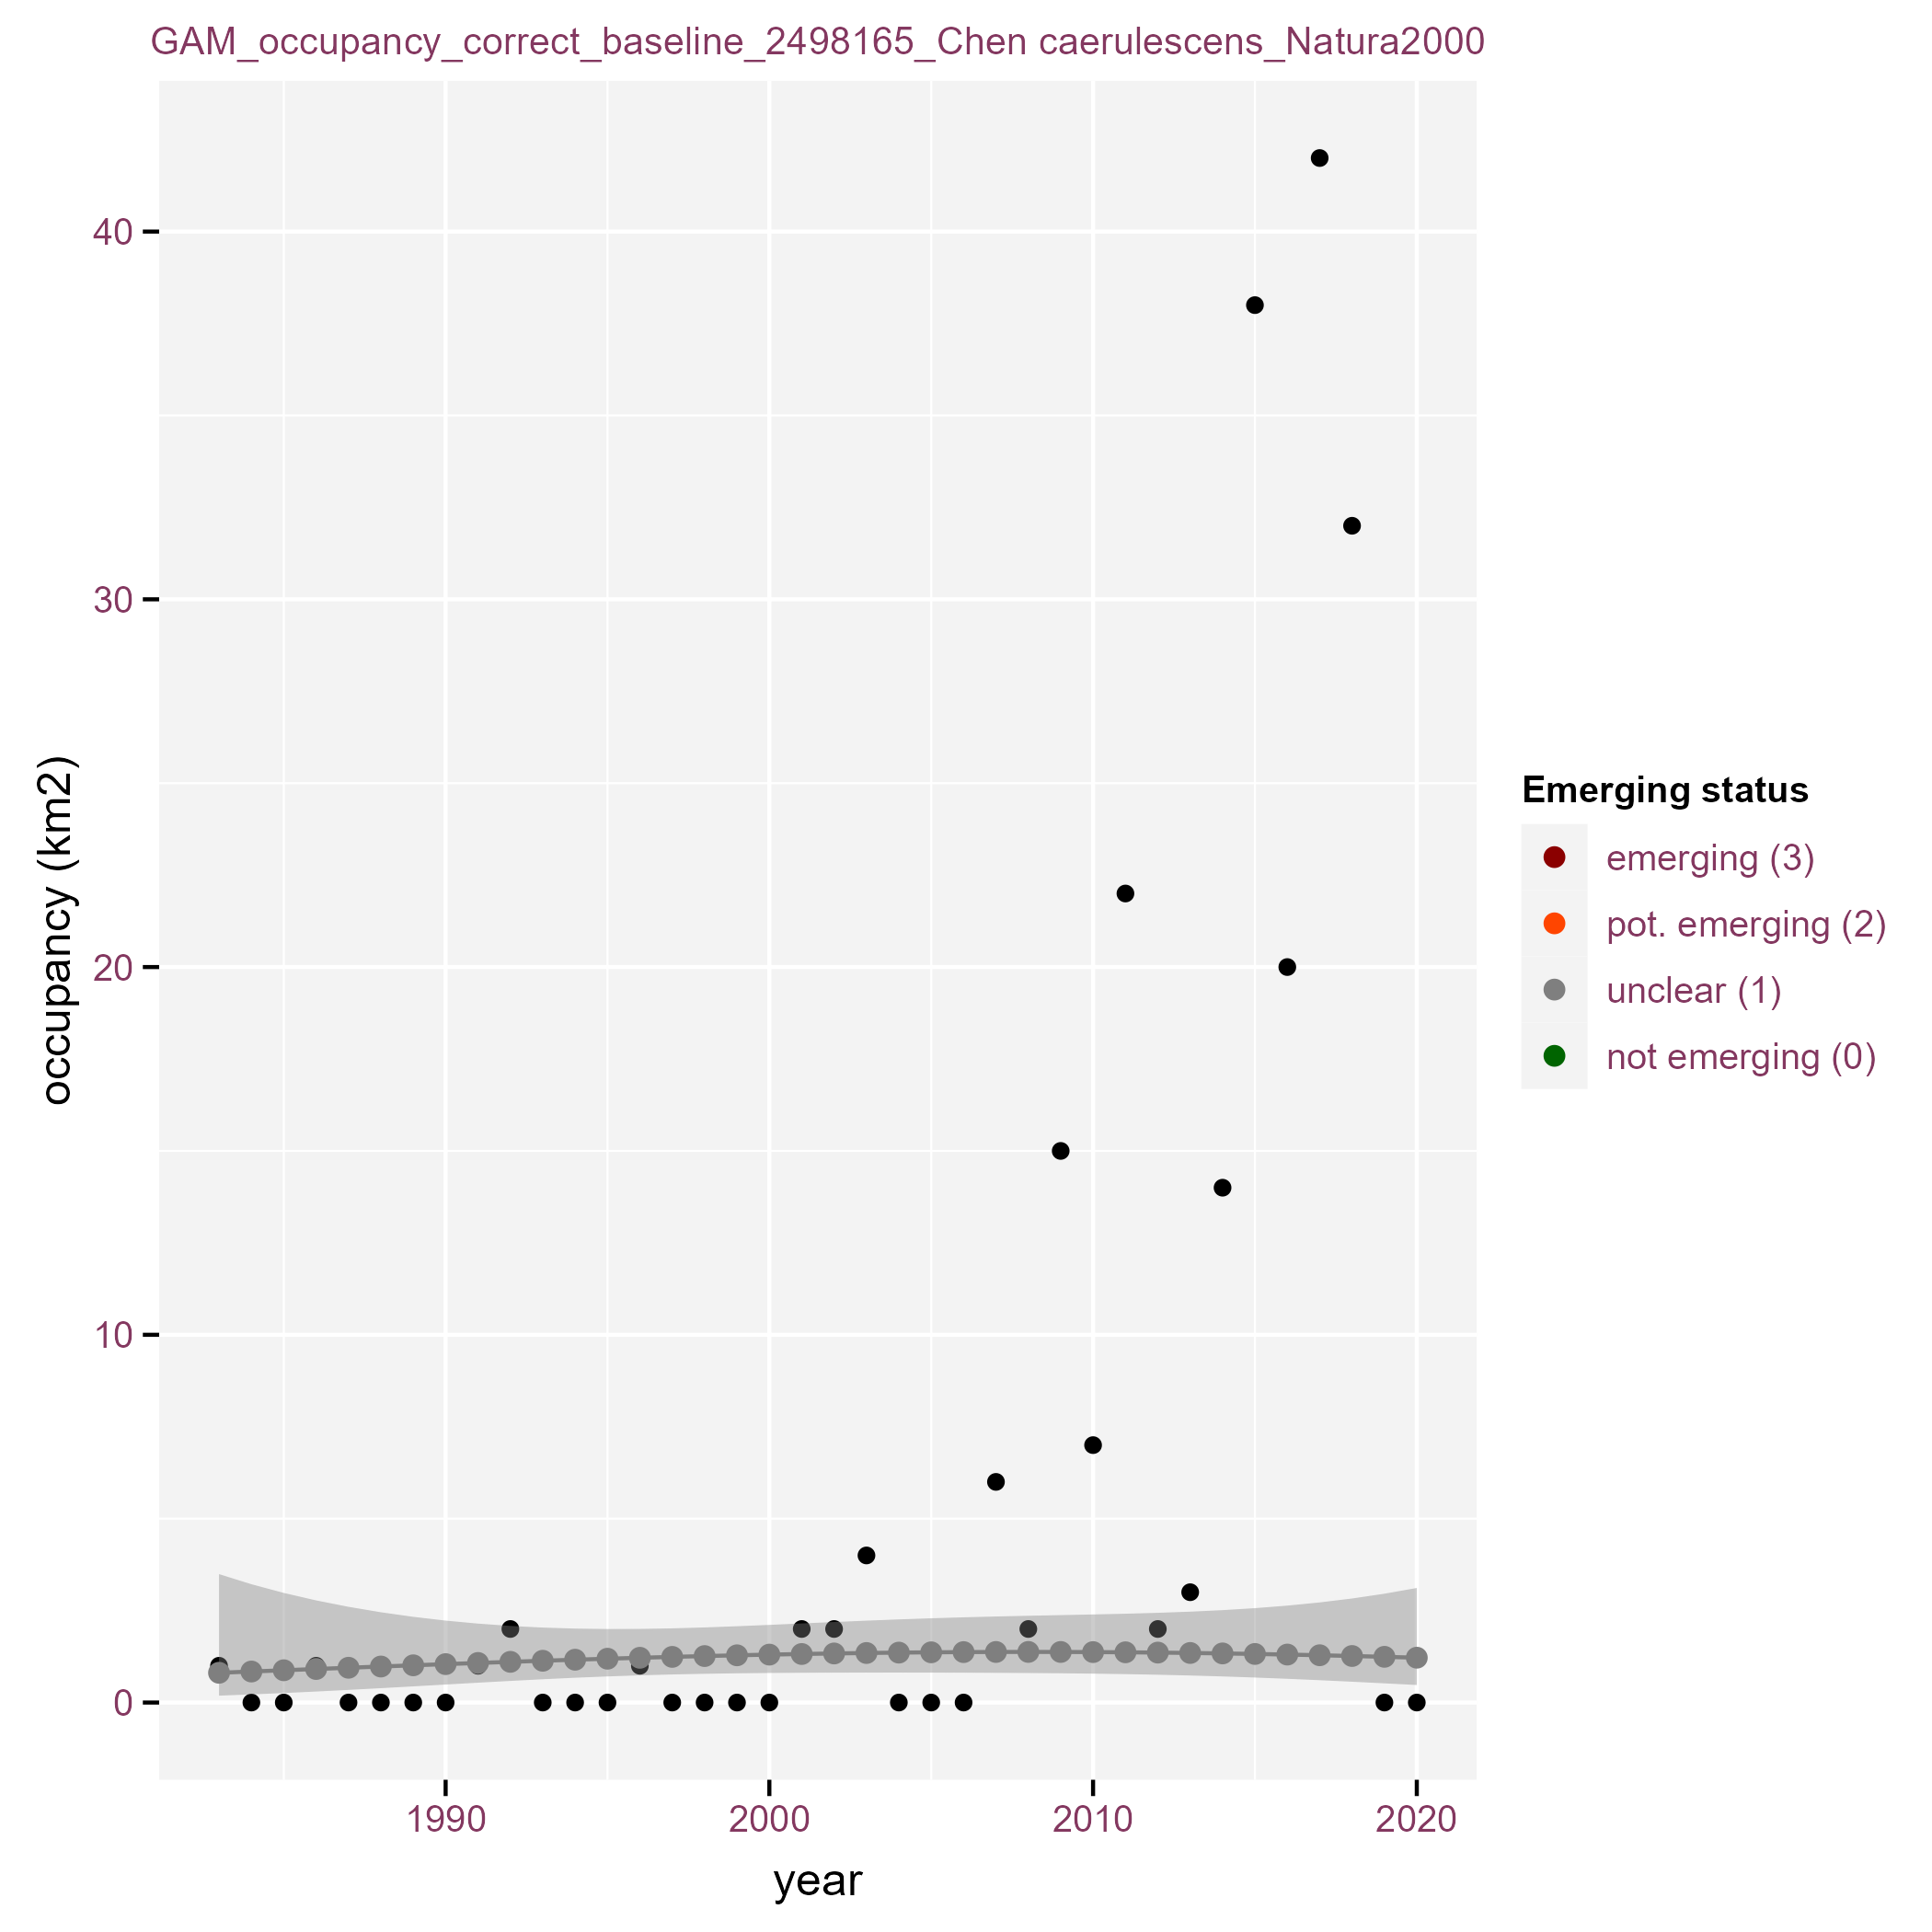 GAM_occupancy_correct_baseline_2498165_Chen caerulescens_Natura2000
40
30
20
10
0
occupancy (km2)
1990
2000
2010
2020
year
Emerging status
emerging (3)
pot. emerging (2)
unclear (1)
not emerging (0)